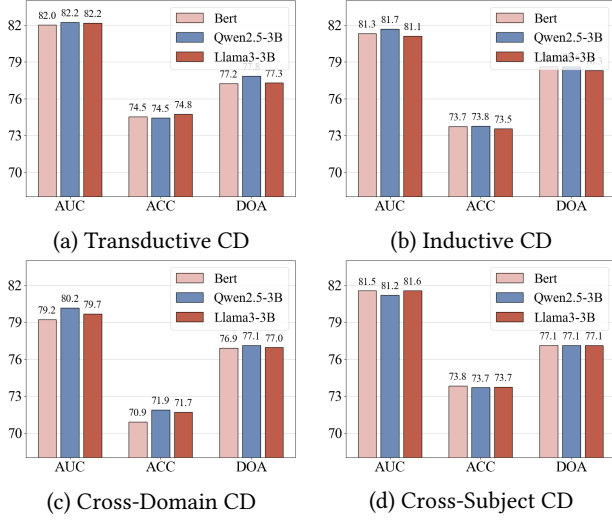 82
79
76
73
70
82.0 82.2 82.2
74.5 74.5 74.8
77.2 77.8 77.3
Bert
Qwen2.5-3B
Llama3-3B
AUC ACC DOA
(a) Transductive CD
82
79
76
73
70
81.3 81.7 81.1
73.7 73.8 73.5
Bert
Qwen2.5-3B
Llama3-3B
AUC ACC DOA
(b) Inductive CD
82
79
76
73
70
79.2 80.2 79.7
70.9 71.9 71.7
76.9 77.1 77.0
Bert
Qwen2.5-3B
Llama3-3B
AUC ACC DOA
(c) Cross-Domain CD
82
79
76
73
70
81.5 81.2 81.6
73.8 73.7 73.7
77.1 77.1 77.1
Bert
Qwen2.5-3B
Llama3-3B
AUC ACC DOA
(d) Cross-Subject CD